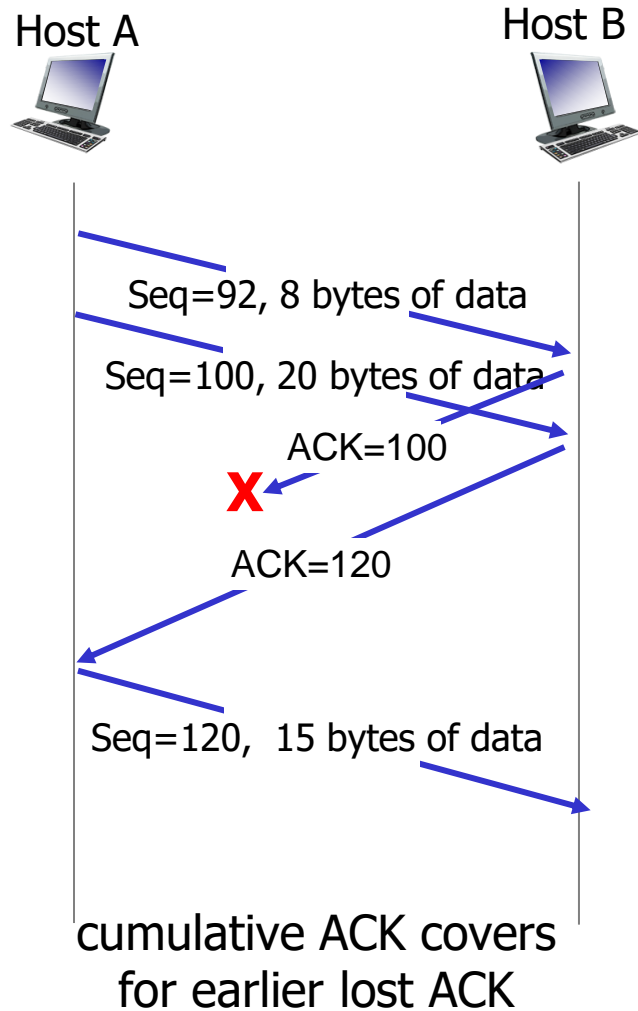 Host A
Host B
Seq=92, 8 bytes of data
Seq=100, 20 bytes of data
ACK=100
X
ACK=120
Seq=120, 15 bytes of data
cumulative ACK covers
for earlier lost ACK